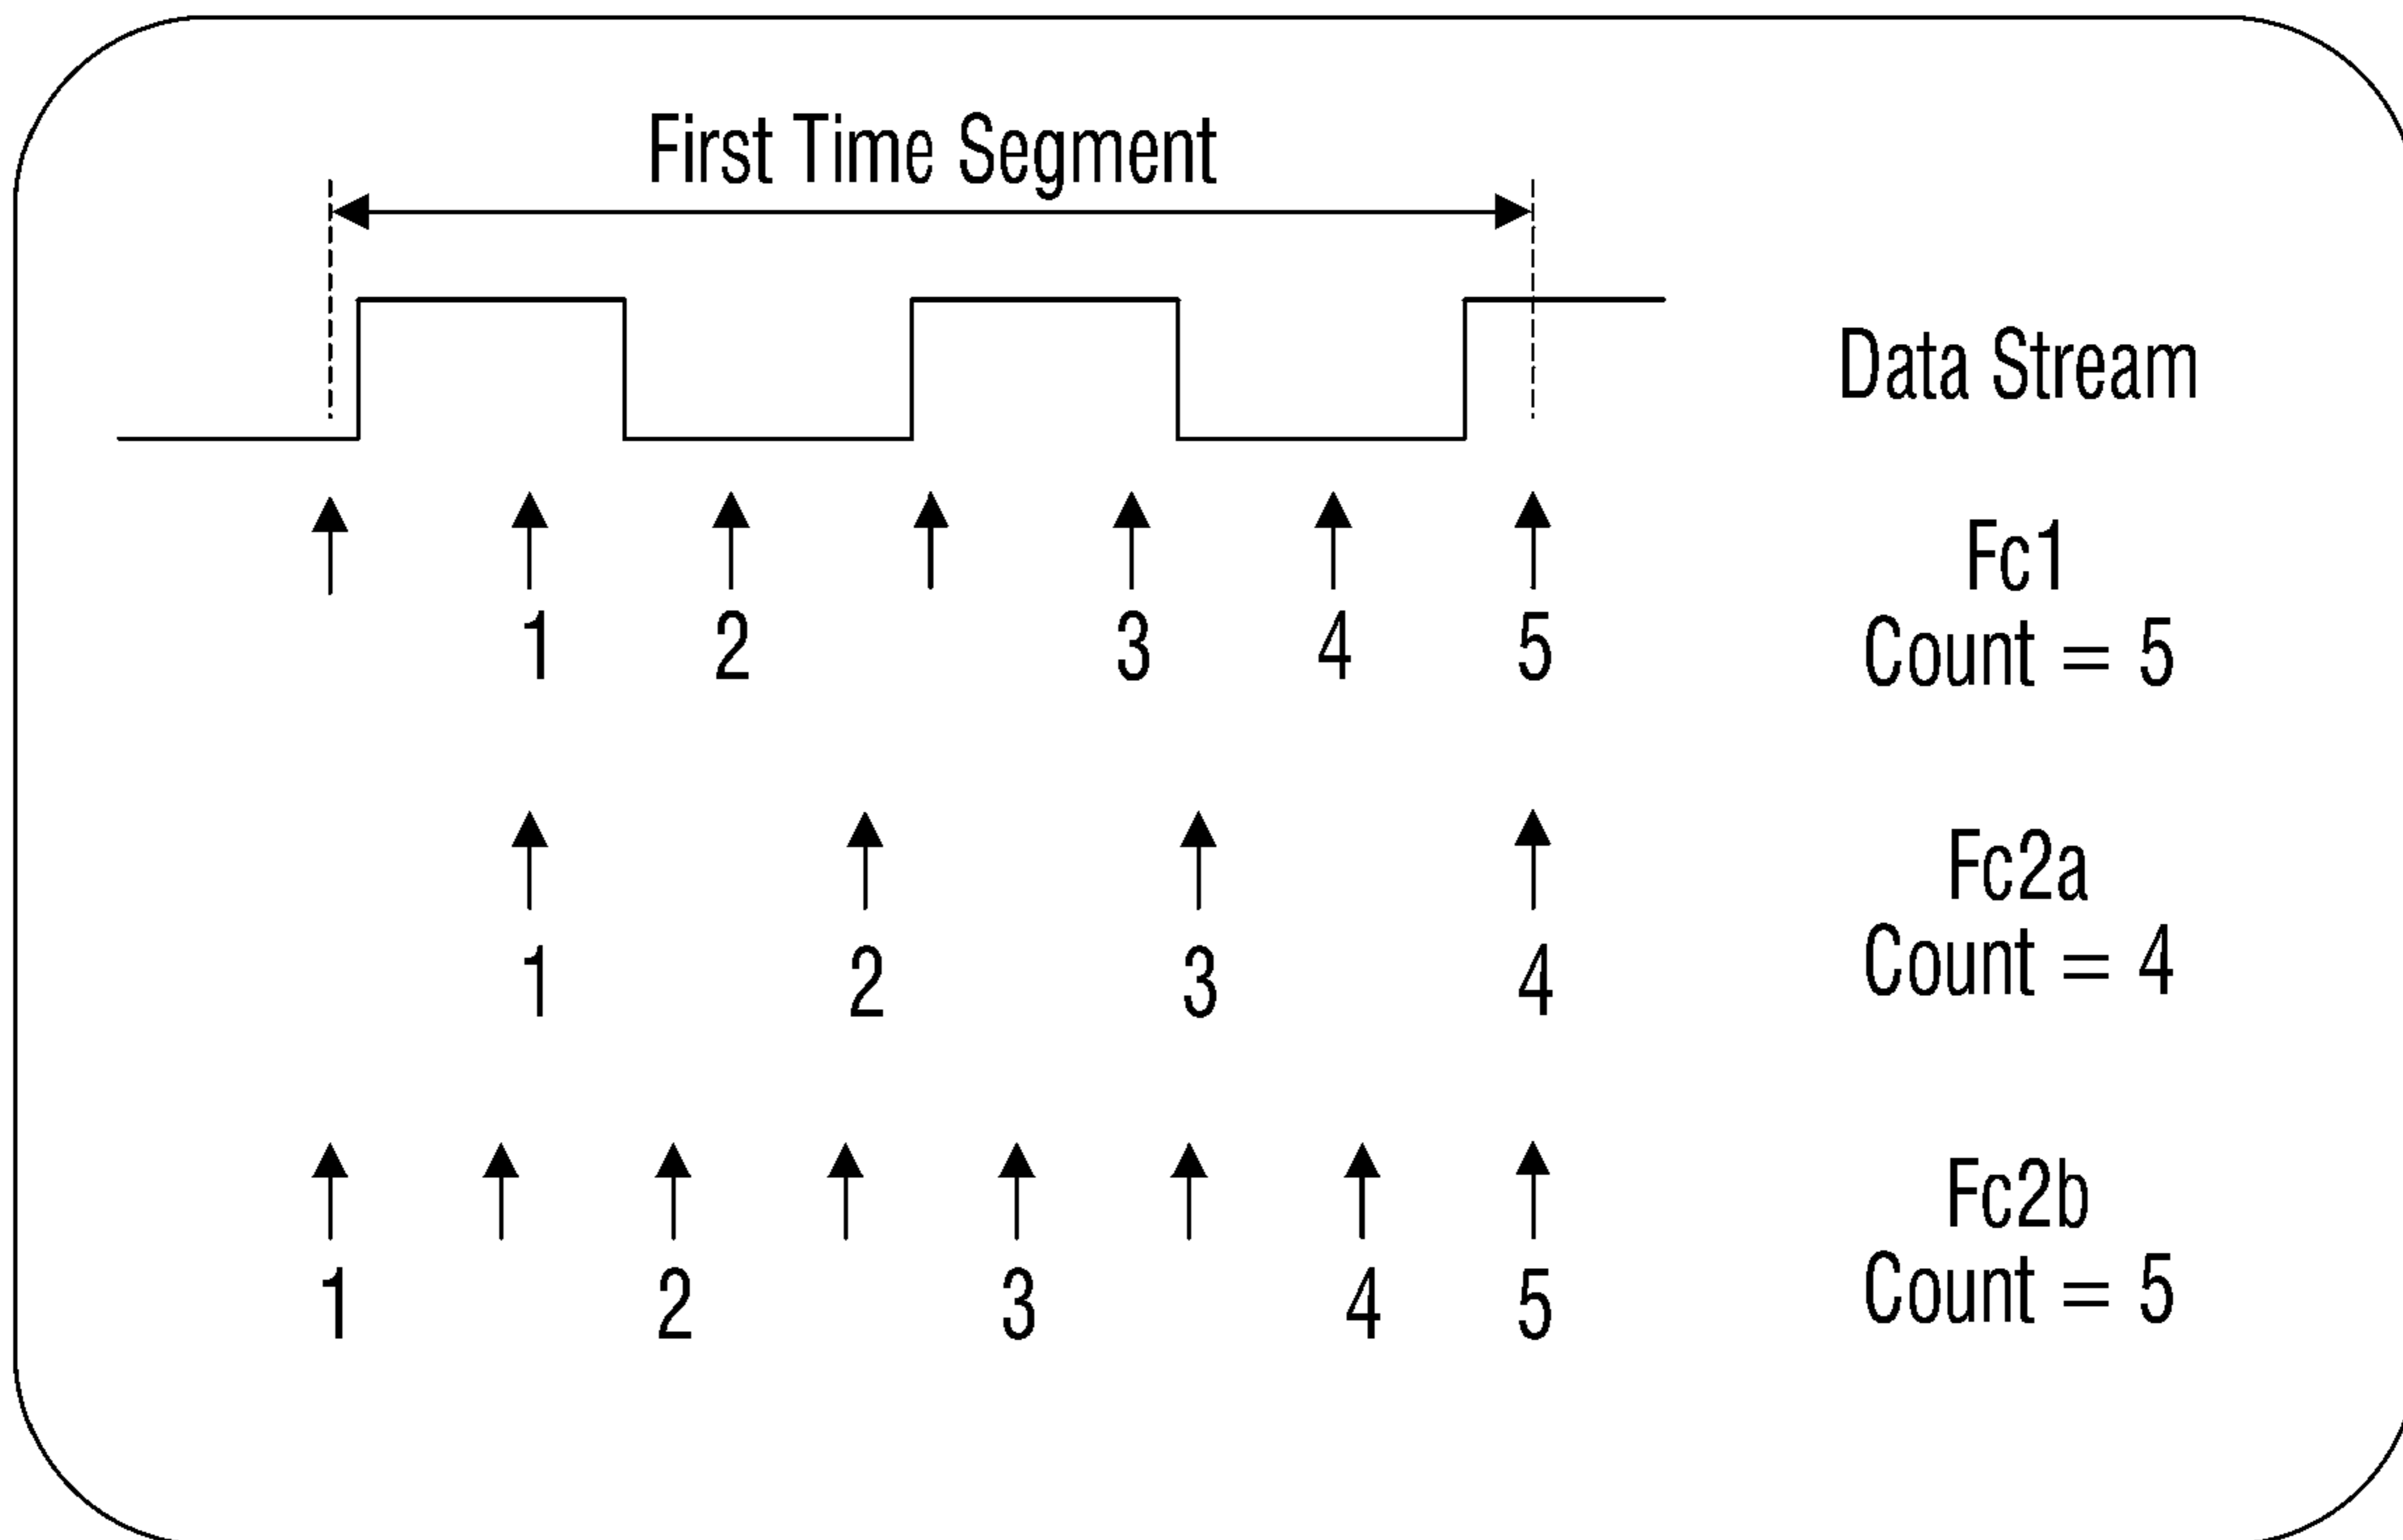 First Time Segment
Data Stream
Fc1
1 2 3 4 5 Count = 5
Fc2a
1 2 3 4 Count = 4
Fc2b
1 2 3 4 5 Count = 5